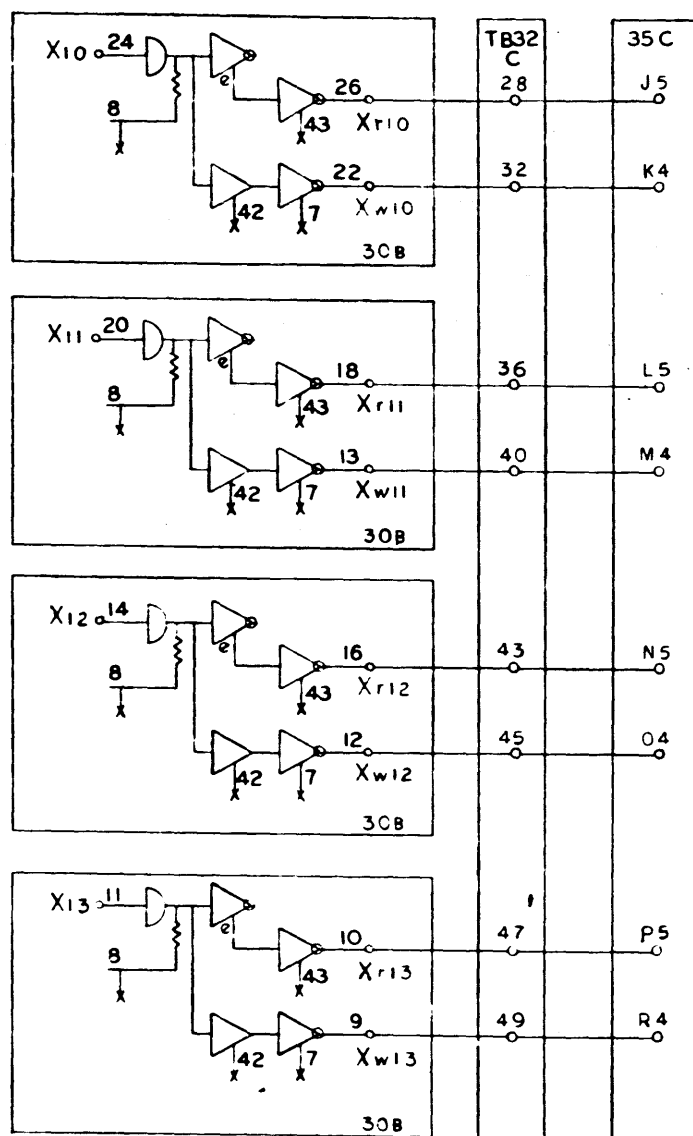 TB32 35C
C
X10 24 26 28 J5
e
8 43 Xr10
22 32 K4
42 7 Xw10
30B
X11 20 18 36 L5
e
8 43 Xr11
13 40 M4
42 7 Xw11
30B
X12 14 16 43 N5
e
8 43 Xr12
12 45 O4
42 7 Xw12
30B
X13 11 10 47 P5
e
8 43 Xr13
9 49 R4
42 7 Xw13
30B